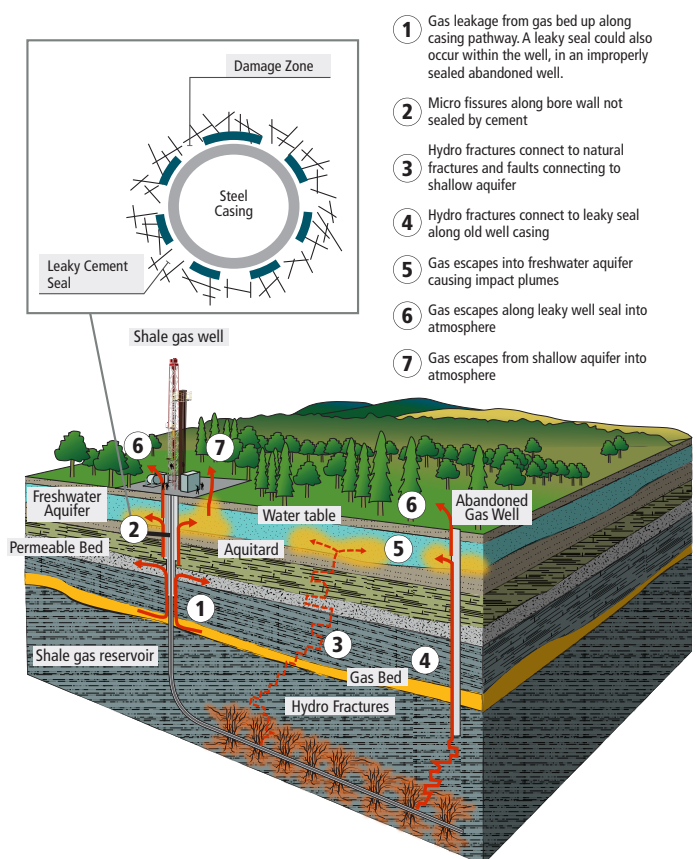 Damage Zone
Steel
Casing
Leaky Cement
Seal
1 Gas leakage from gas bed up along
casing pathway. A leaky seal could also
occur within the well, in an improperly
sealed abandoned well.
2 Micro fissures along bore wall not
sealed by cement
3 Hydro fractures connect to natural
fractures and faults connecting to
shallow aquifer
4 Hydro fractures connect to leaky seal
along old well casing
5 Gas escapes into freshwater aquifer
causing impact plumes
6 Gas escapes along leaky well seal into
atmosphere
7 Gas escapes from shallow aquifer into
atmosphere
Shale gas well
6
7
Freshwater
Aquifer
Water table
6
Abandoned
Gas Well
2
Permeable Bed
Aquitard
5
1
3
Shale gas reservoir
4
Gas Bed
Hydro Fractures